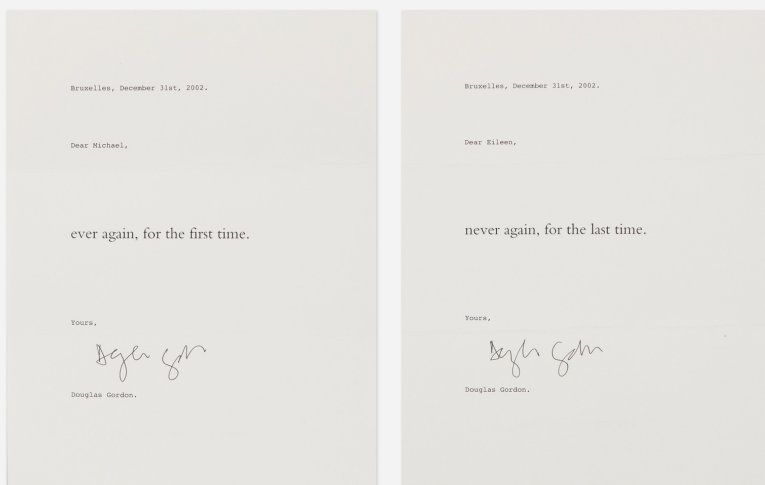 Bruxelles, December 31st, 2002.
Dear Michael,
ever again, for the first time.
Yours,
Douglas Gordon.
Bruxelles, December 31st, 2002.
Dear Eileen,
never again, for the last time.
Yours,
Douglas Gordon.